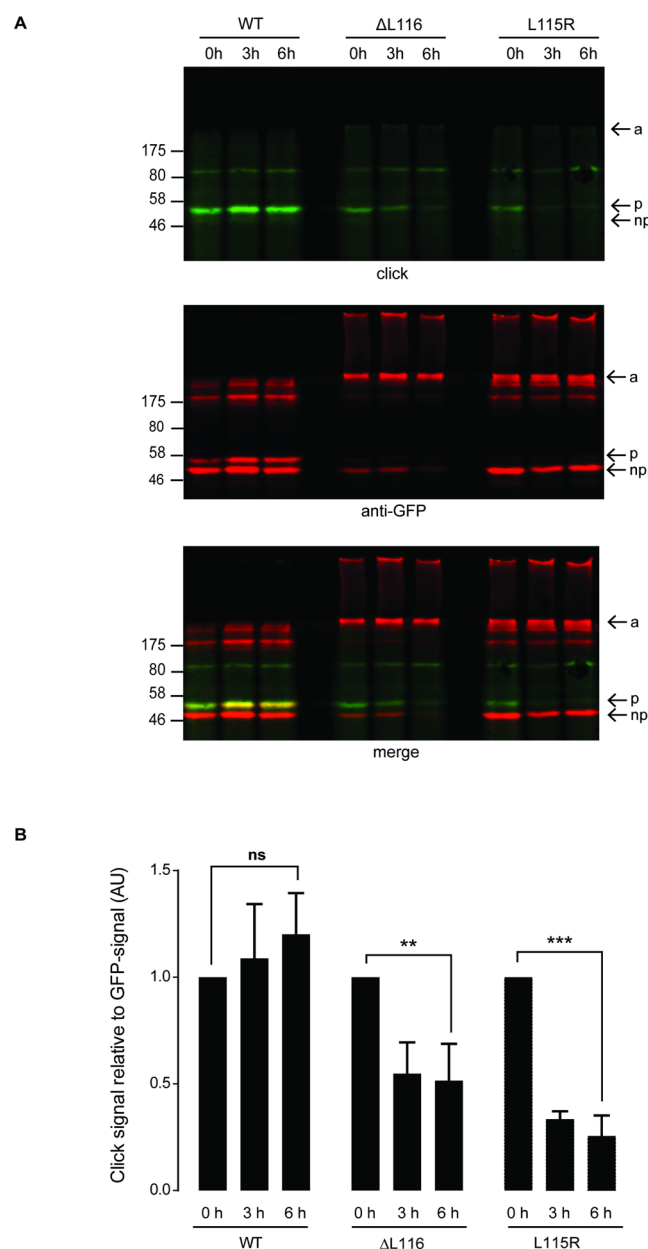 A
WT ΔL116 L115R
0h 3h 6h 0h 3h 6h 0h 3h 6h
a
175
80
58 p
46 np
click
a
175
80
58 p
46 np
anti-GFP
a
175
80
58 p
46 np
merge
B
Click signal relative to GFP-signal (AU)
1.5
ns
** ***
1.0
0.5
0.0
0 h 3 h 6 h 0 h 3 h 6 h 0 h 3 h 6 h
WT ΔL116 L115R